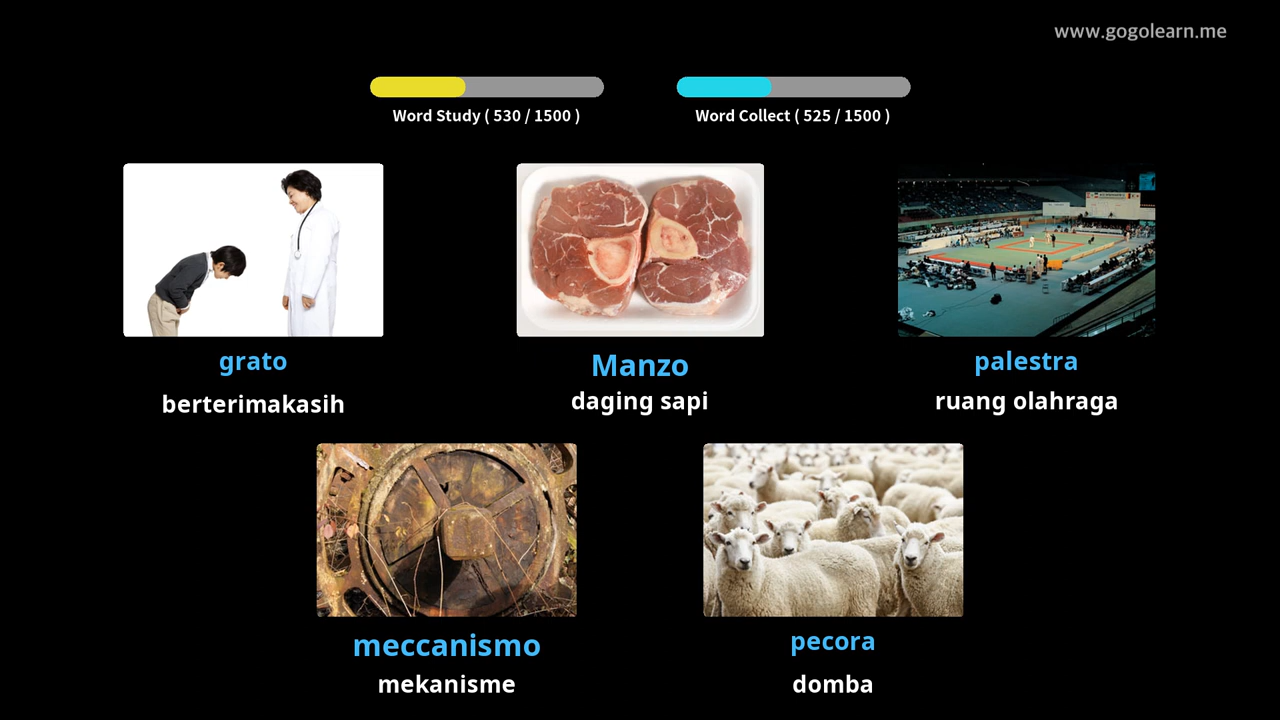 www.gogolearn.me
Word Study ( 530 / 1500 )
Word Collect ( 525 / 1500 )
grato
berterimakasih
Manzo
daging sapi
palestra
ruang olahraga
meccanismo
mekanisme
pecora
domba